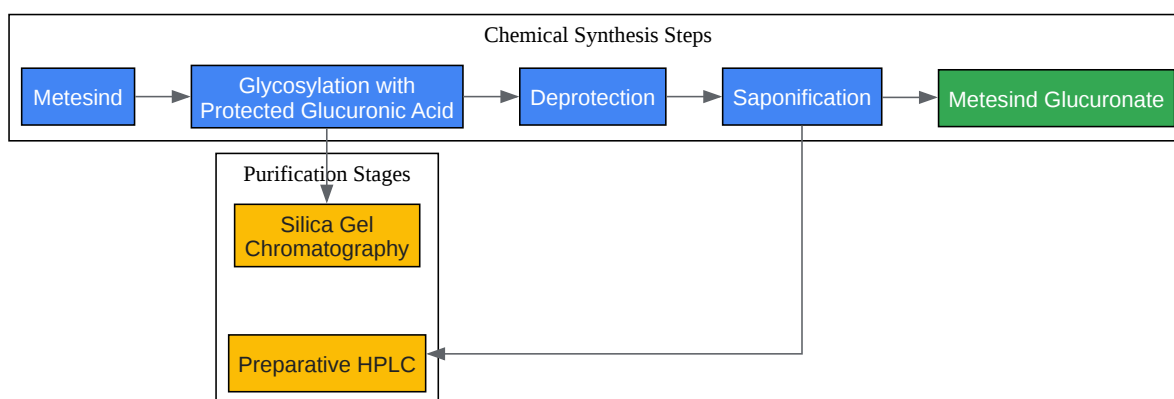 Chemical Synthesis Steps
Metesind
Glycosylation with
Protected Glucuronic Acid
Deprotection
Saponification
Metesind Glucuronate
Purification Stages
Silica Gel
Chromatography
Preparative HPLC